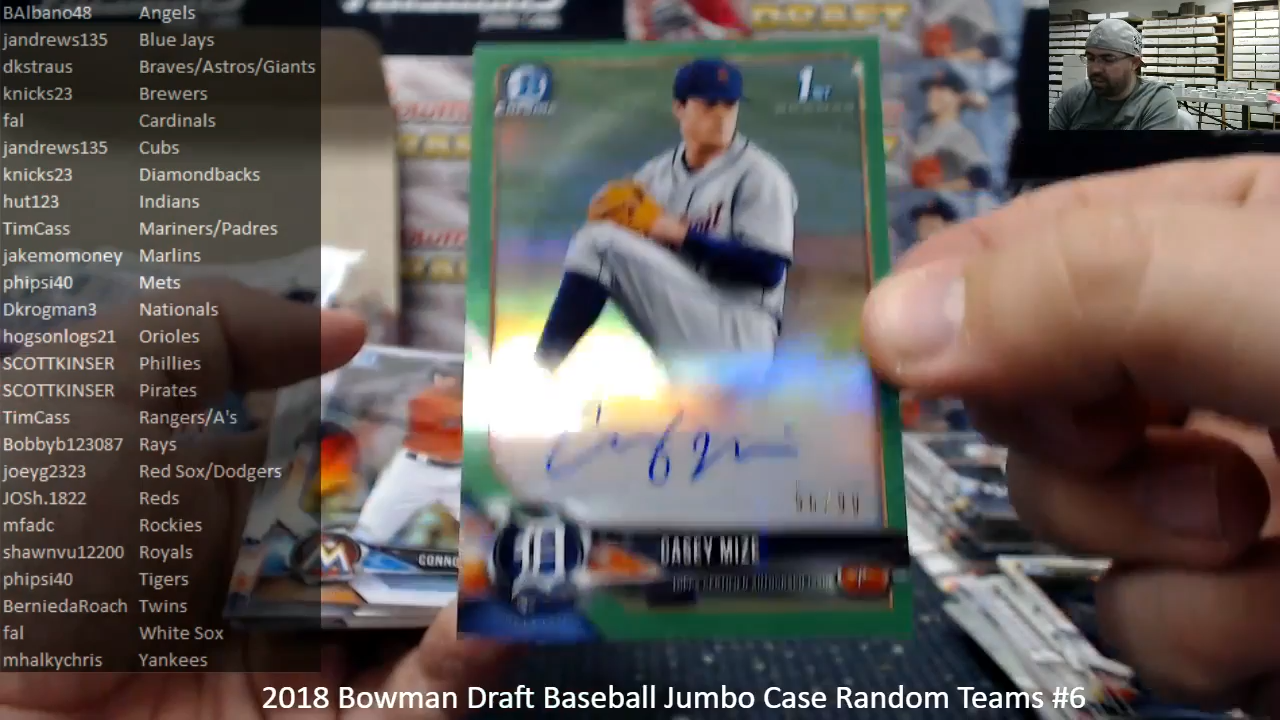 BAlbano48 Angels
jandrews135 Blue Jays
dkstraus Braves/Astros/Giants
knicks23 Brewers
fal Cardinals
jandrews135 Cubs
knicks23 Diamondbacks
hut123 Indians
TimCass Mariners/Padres
jakemomoney Marlins
phipsi40 Mets
Dkrogman3 Nationals
hogsonlogs21 Orioles
SCOTTKINSER Phillies
SCOTTKINSER Pirates
TimCass Rangers/A's
Bobbyb123087 Rays
joeyg2323 Red Sox/Dodgers
JOSh.1822 Reds
mfadc Rockies
shawnvu12200 Royals
phipsi40 Tigers
BerniedaRoach Twins
fal White Sox
mhalkychris Yankees
CHROME
1ST
BOWMAN
CASEY MIZE
2018 Bowman Draft Baseball Jumbo Case Random Teams #6